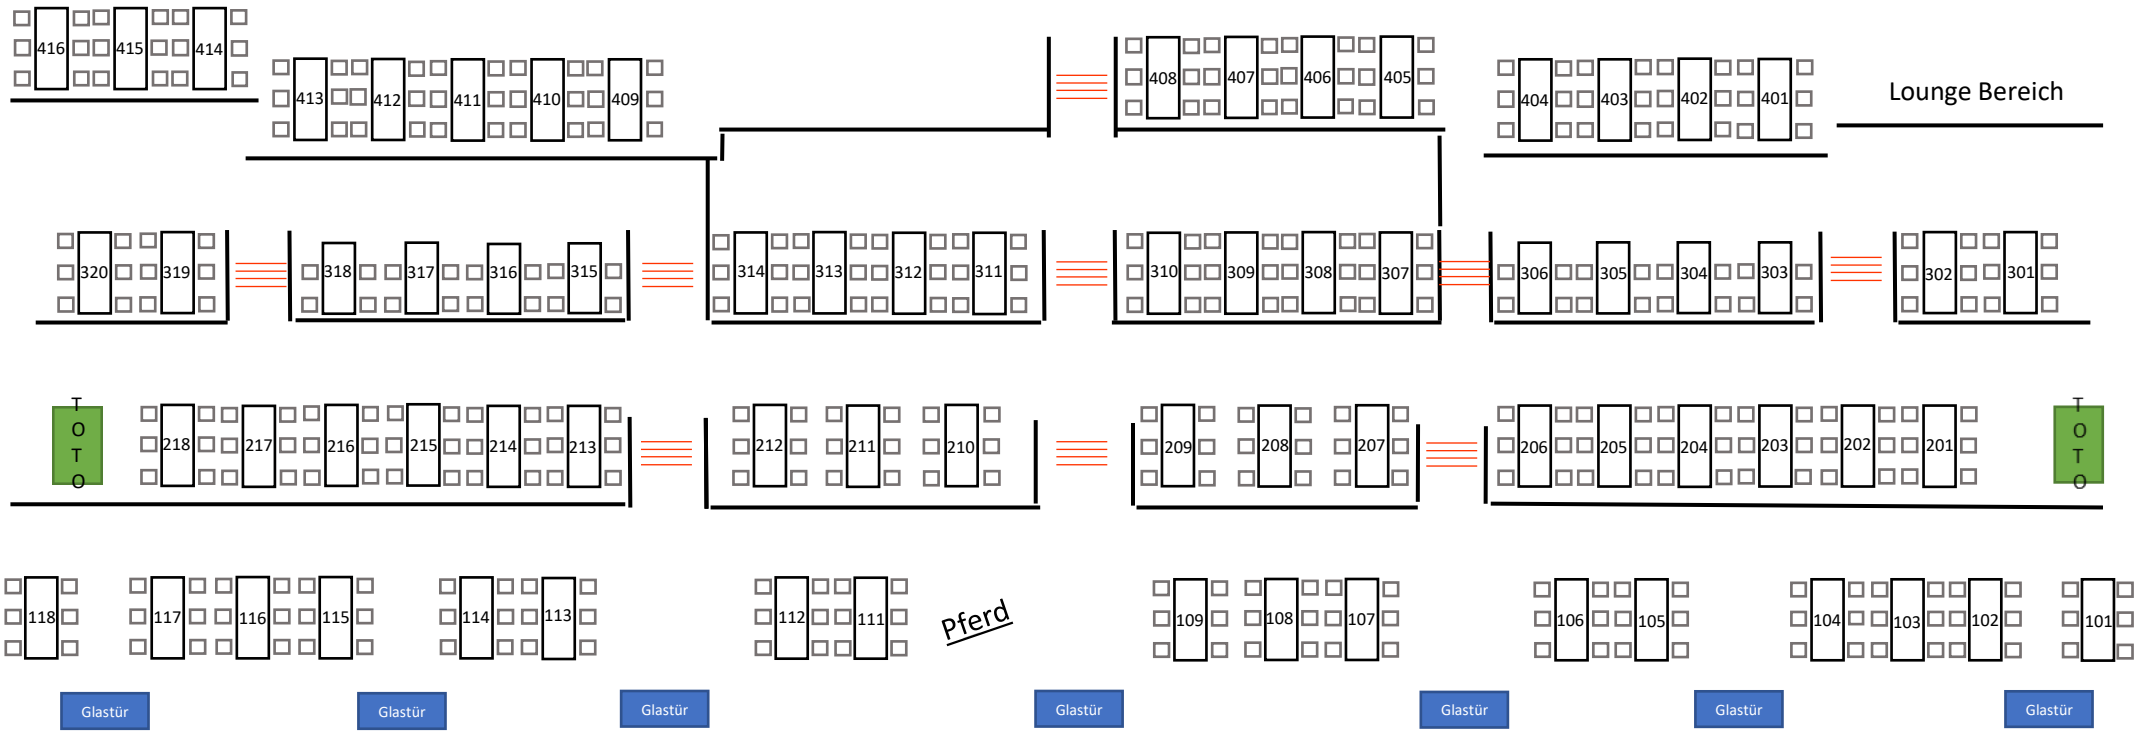 416 415 414
413 412 411 410 409
408 407 406 405
404 403 402 401
Lounge Bereich
320 319 318 317 316 315 314 313 312 311 310 309 308 307 306 305 304 303 302 301
TOTO
218 217 216 215 214 213 212 211 210 209 208 207 206 205 204 203 202 201
TOTO
118 117 116 115 114 113 112 111
Pferd
109 108 107 106 105 104 103 102 101
Glastür Glastür Glastür Glastür Glastür Glastür Glastür